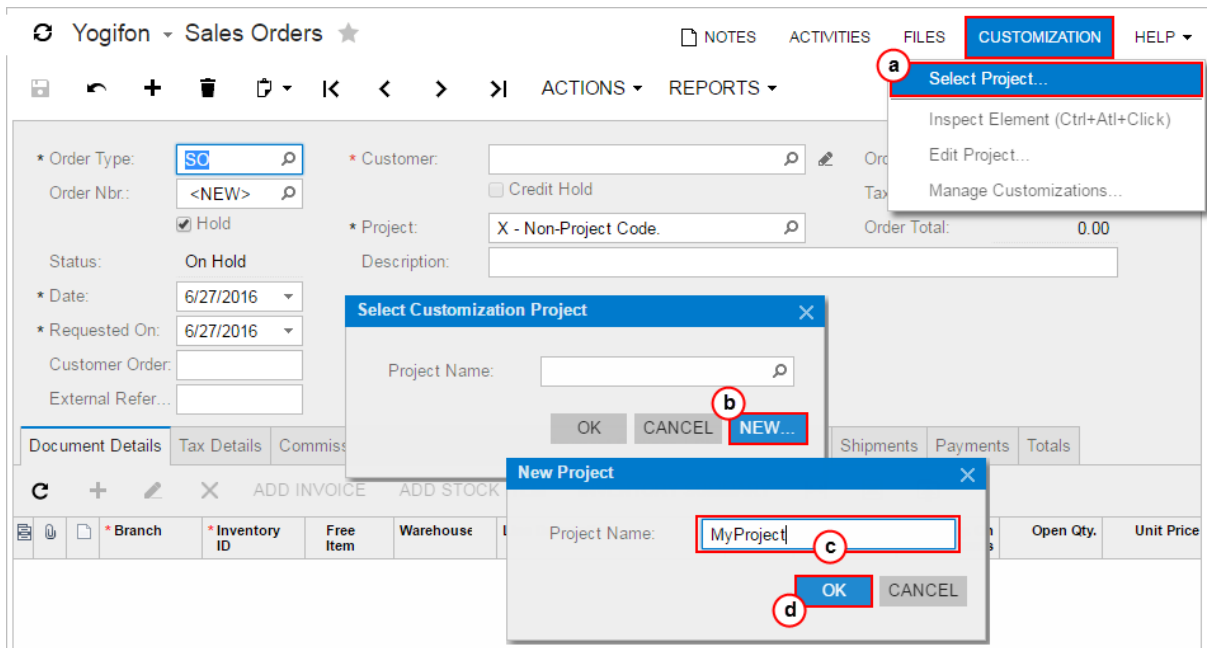 Yogifon Sales Orders NOTES ACTIVITIES FILES CUSTOMIZATION HELP
a
Select Project...
ACTIONS REPORTS
Inspect Element (Ctrl+Atl+Click)
Edit Project...
Manage Customizations...
* Order Type: SO * Customer:
Order Nbr.: <NEW> Credit Hold
Hold * Project: X - Non-Project Code. Order Total: 0.00
Status: On Hold Description:
* Date: 6/27/2016
* Requested On: 6/27/2016
Customer Order:
External Refer...
Select Customization Project
Project Name:
b
OK CANCEL NEW...
Document Details Tax Details Commiss Shipments Payments Totals
New Project
ADD INVOICE ADD STOCK
Project Name: MyProject
c
* Branch * Inventory ID Free Item Warehouse Open Qty. Unit Price
OK CANCEL
d